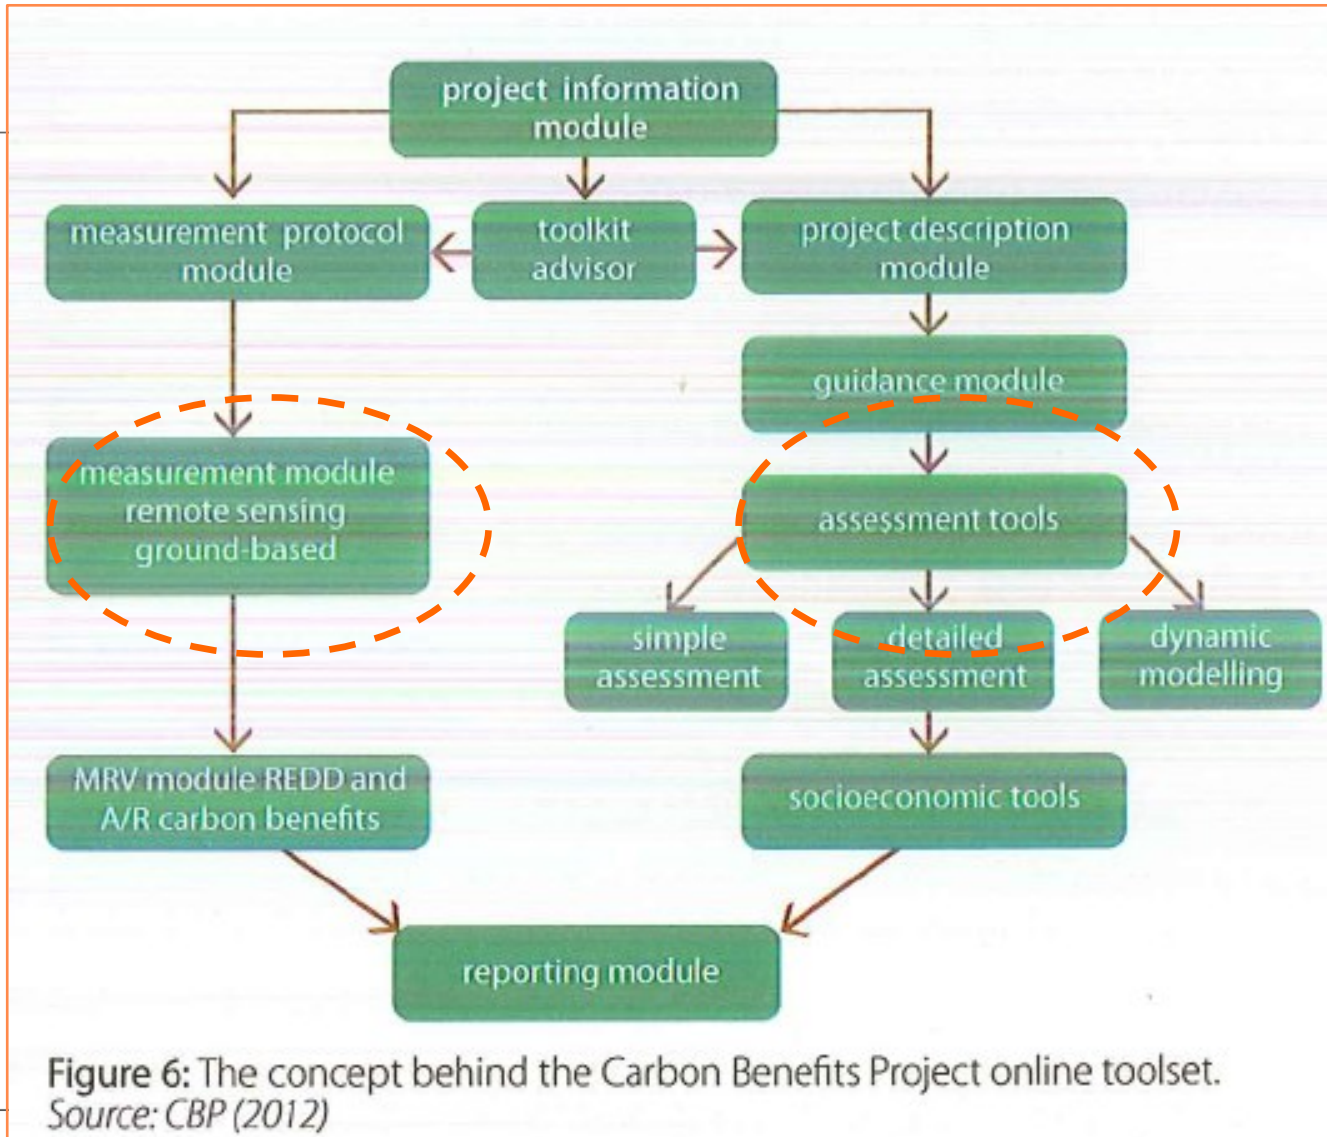 project information
module
measurement protocol
module
toolkit
advisor
project description
module
guidance module
measurement module
remote sensing
ground-based
assessment tools
simple
assessment
detailed
assessment
dynamic
modelling
MRV module REDD and
A/R carbon benefits
socioeconomic tools
reporting module
Figure 6: The concept behind the Carbon Benefits Project online toolset.
Source: CBP (2012)